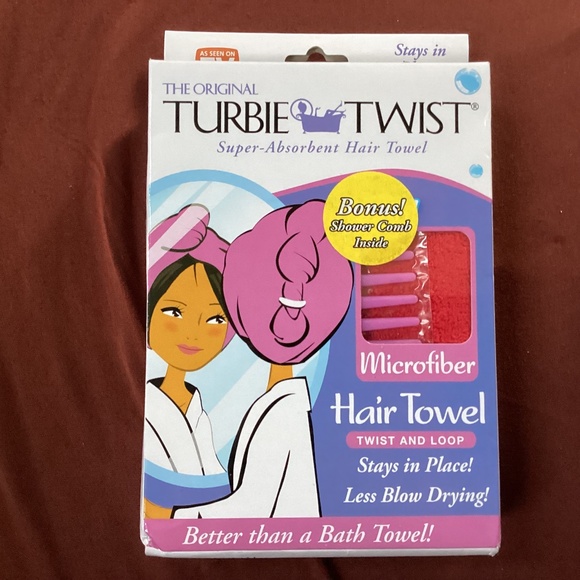 AS SEEN ON
Stays in
THE ORIGINAL
TURBIE TWIST®
Super-Absorbent Hair Towel
Bonus!
Shower Comb
Inside
Microfiber
Hair Towel
TWIST AND LOOP
Stays in Place!
Less Blow Drying!
Better than a Bath Towel!